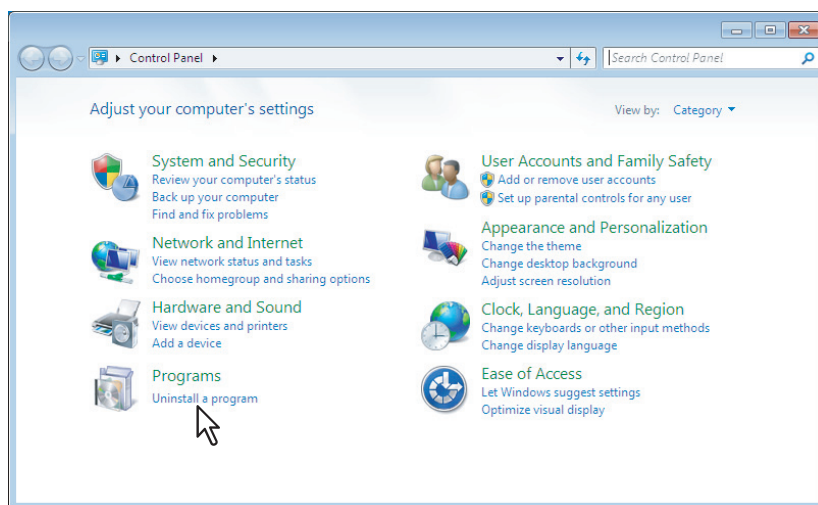 Control Panel
Search Control Panel
Adjust your computer's settings
View by: Category
System and Security
Review your computer's status
Back up your computer
Find and fix problems
Network and Internet
View network status and tasks
Choose homegroup and sharing options
Hardware and Sound
View devices and printers
Add a device
Programs
Uninstall a program
User Accounts and Family Safety
Add or remove user accounts
Set up parental controls for any user
Appearance and Personalization
Change the theme
Change desktop background
Adjust screen resolution
Clock, Language, and Region
Change keyboards or other input methods
Change display language
Ease of Access
Let Windows suggest settings
Optimize visual display